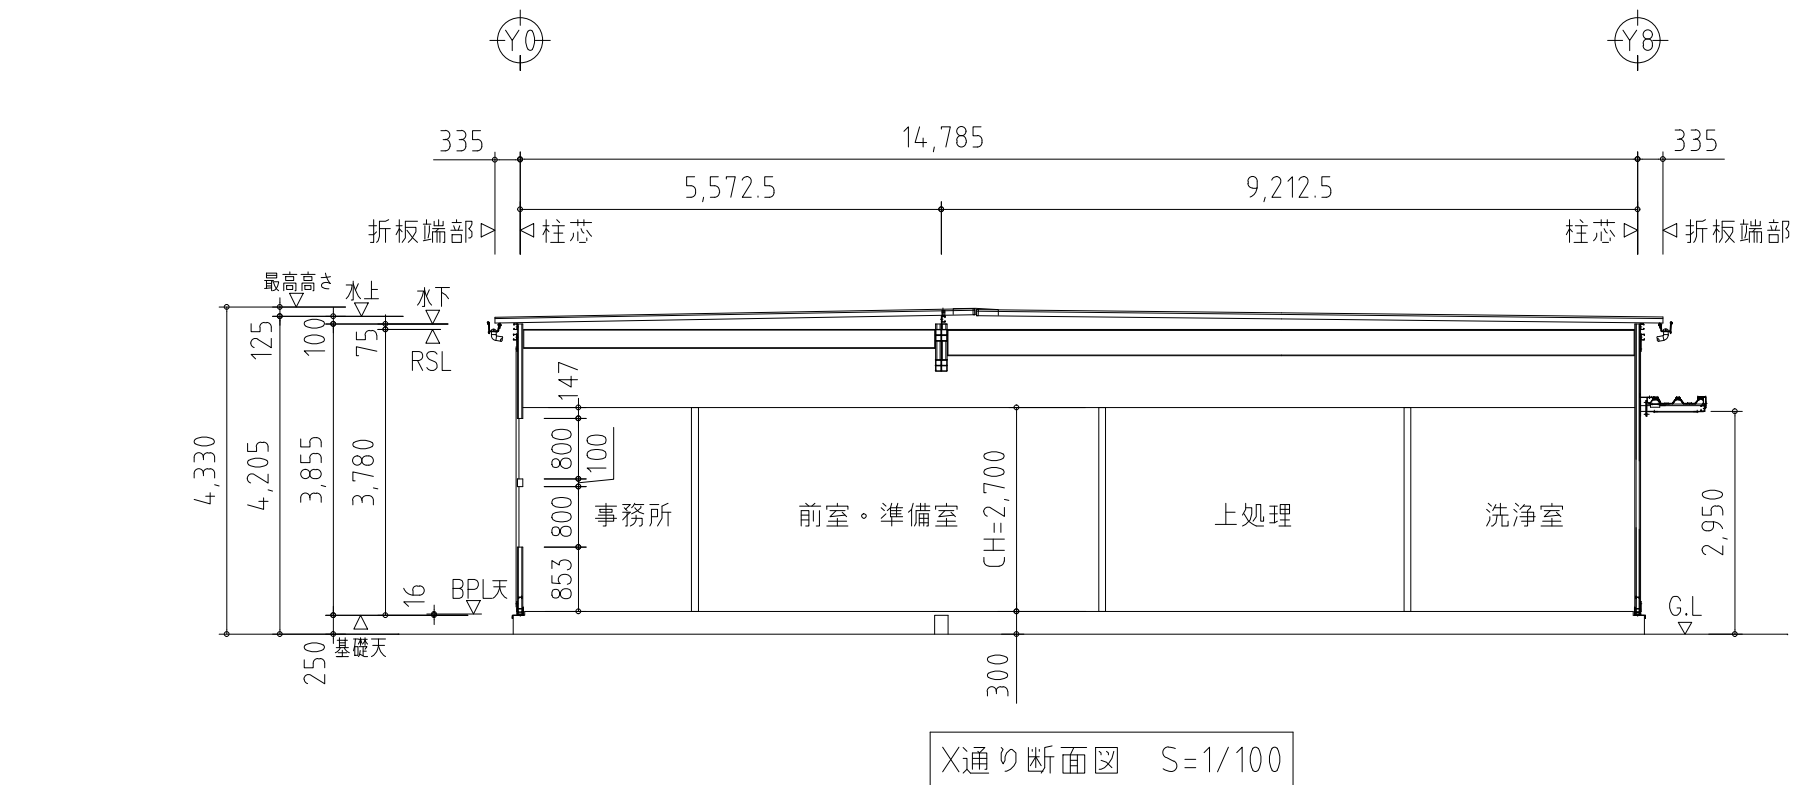 Y0
Y8
335
14,785
335
5,572.5
9,212.5
折板端部
柱芯
柱芯
折板端部
最高高さ
水上
水下
125
100
75
RSL
147
4,330
4,205
3,855
3,780
800
100
800
853
事務所
前室・準備室
CH=2,700
上処理
洗浄室
2,950
16
BPL天
G.L
基礎天
250
300
X通り断面図 S=1/100